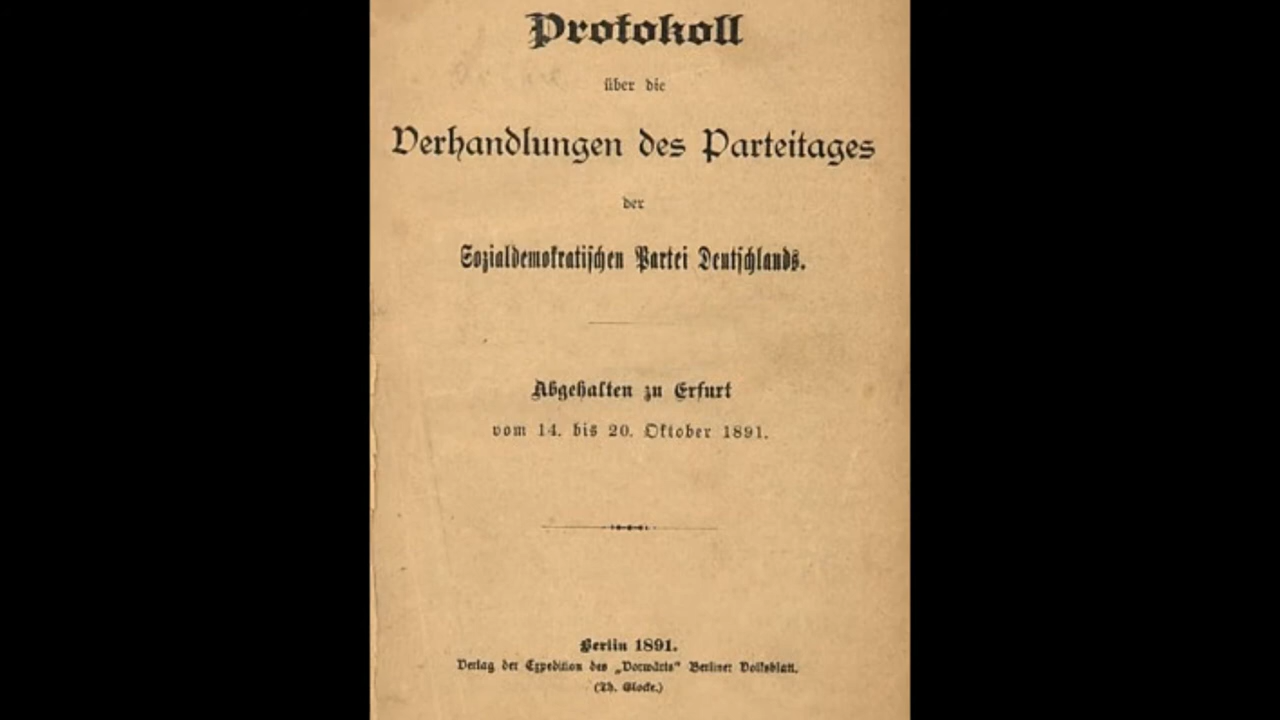 Protokoll
über die
Verhandlungen des Parteitages
der
Sozialdemokratischen Partei Deutschlands.
Abgehalten zu Erfurt
vom 14. bis 20. Oktober 1891.
Berlin 1891.
Verlag der Expedition des „Vorwärts“ Berliner Volksblatt.
(Th. Glocke.)